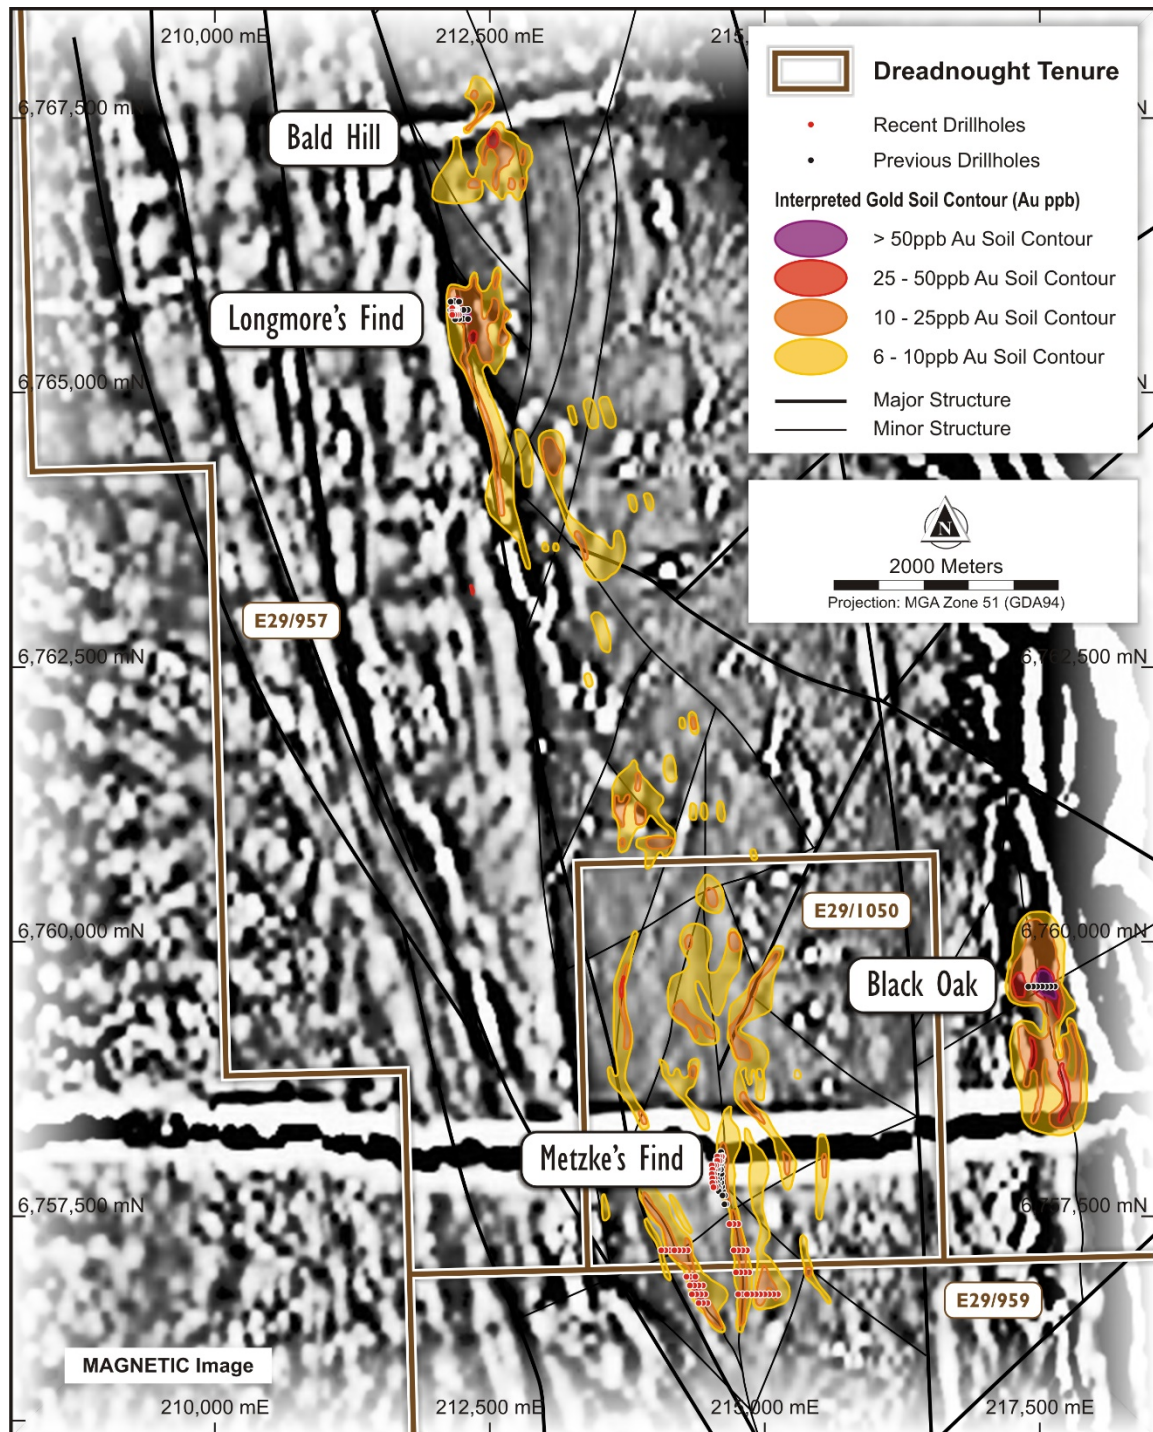 210,000 mE
212,500 mE
215,
6,767,500 mN
N
Dreadnought Tenure
Recent Drillholes
Previous Drillholes
Interpreted Gold Soil Contour (Au ppb)
> 50ppb Au Soil Contour
25 - 50ppb Au Soil Contour
10 - 25ppb Au Soil Contour
6 - 10ppb Au Soil Contour
Major Structure
Minor Structure
Bald Hill
Longmore's Find
6,765,000 mN
N
N
2000 Meters
Projection: MGA Zone 51 (GDA94)
E29/957
6,762,500 mN
6,762,500 mN
E29/1050
6,760,000 mN
6,760,000 mN
Black Oak
Metzke's Find
6,757,500 mN
6,757,500 mN
E29/959
MAGNETIC Image
210,000 mE
212,500 mE
215,000 mE
217,500 mE